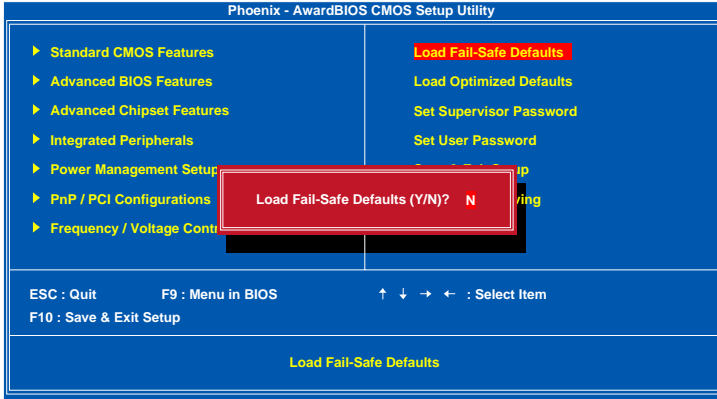 Phoenix - AwardBIOS CMOS Setup Utility
Standard CMOS Features
Advanced BIOS Features
Advanced Chipset Features
Integrated Peripherals
Power Management Setup
PnP / PCI Configurations
Frequency / Voltage Contr
Load Fail-Safe Defaults
Load Optimized Defaults
Set Supervisor Password
Set User Password
Load Fail-Safe Defaults (Y/N)? N
ESC : Quit F9 : Menu in BIOS ↑ ↓ → ← : Select Item
F10 : Save & Exit Setup
Load Fail-Safe Defaults